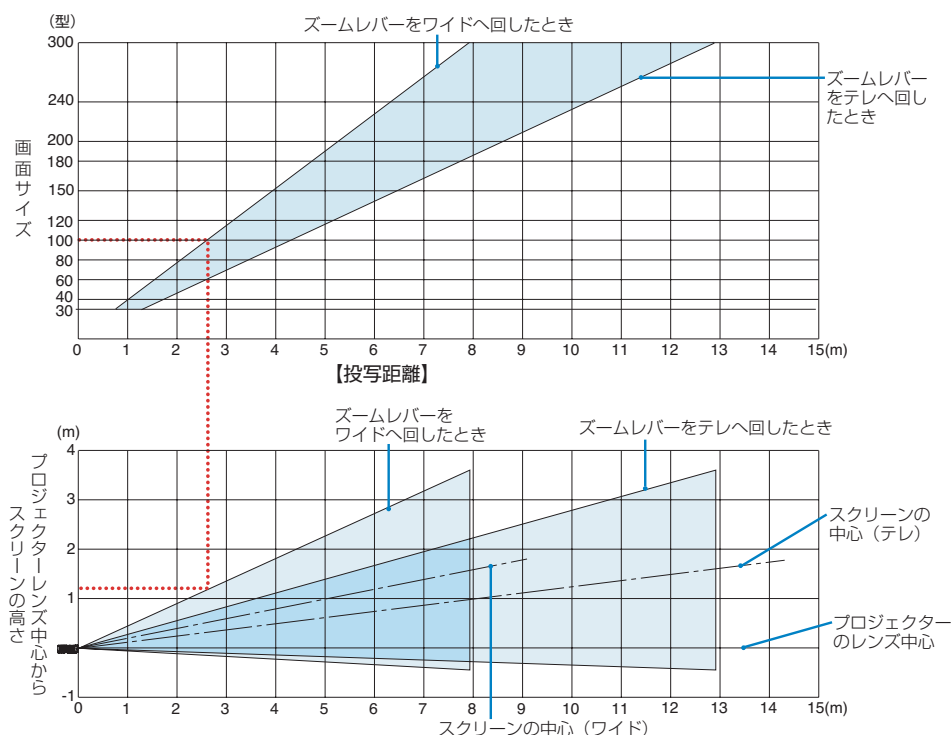 (型)
ズームレバーをワイドへ回したとき
300
240
200
180
150
120
100
80
60
40
30
画面サイズ
ズームレバー
をテレへ回し
たとき
0 1 2 3 4 5 6 7 8 9 10 11 12 13 14 15(m)
【投写距離】
ズームレバーを
ワイドへ回したとき
ズームレバーをテレへ回したとき
(m)
4
3
2
1
-1
プロジェクターレンズ中心から
スクリーンの高さ
スクリーンの
中心（テレ）
プロジェクター
のレンズ中心
0 1 2 3 4 5 6 7 8 9 10 11 12 13 14 15(m)
スクリーンの中心（ワイド）